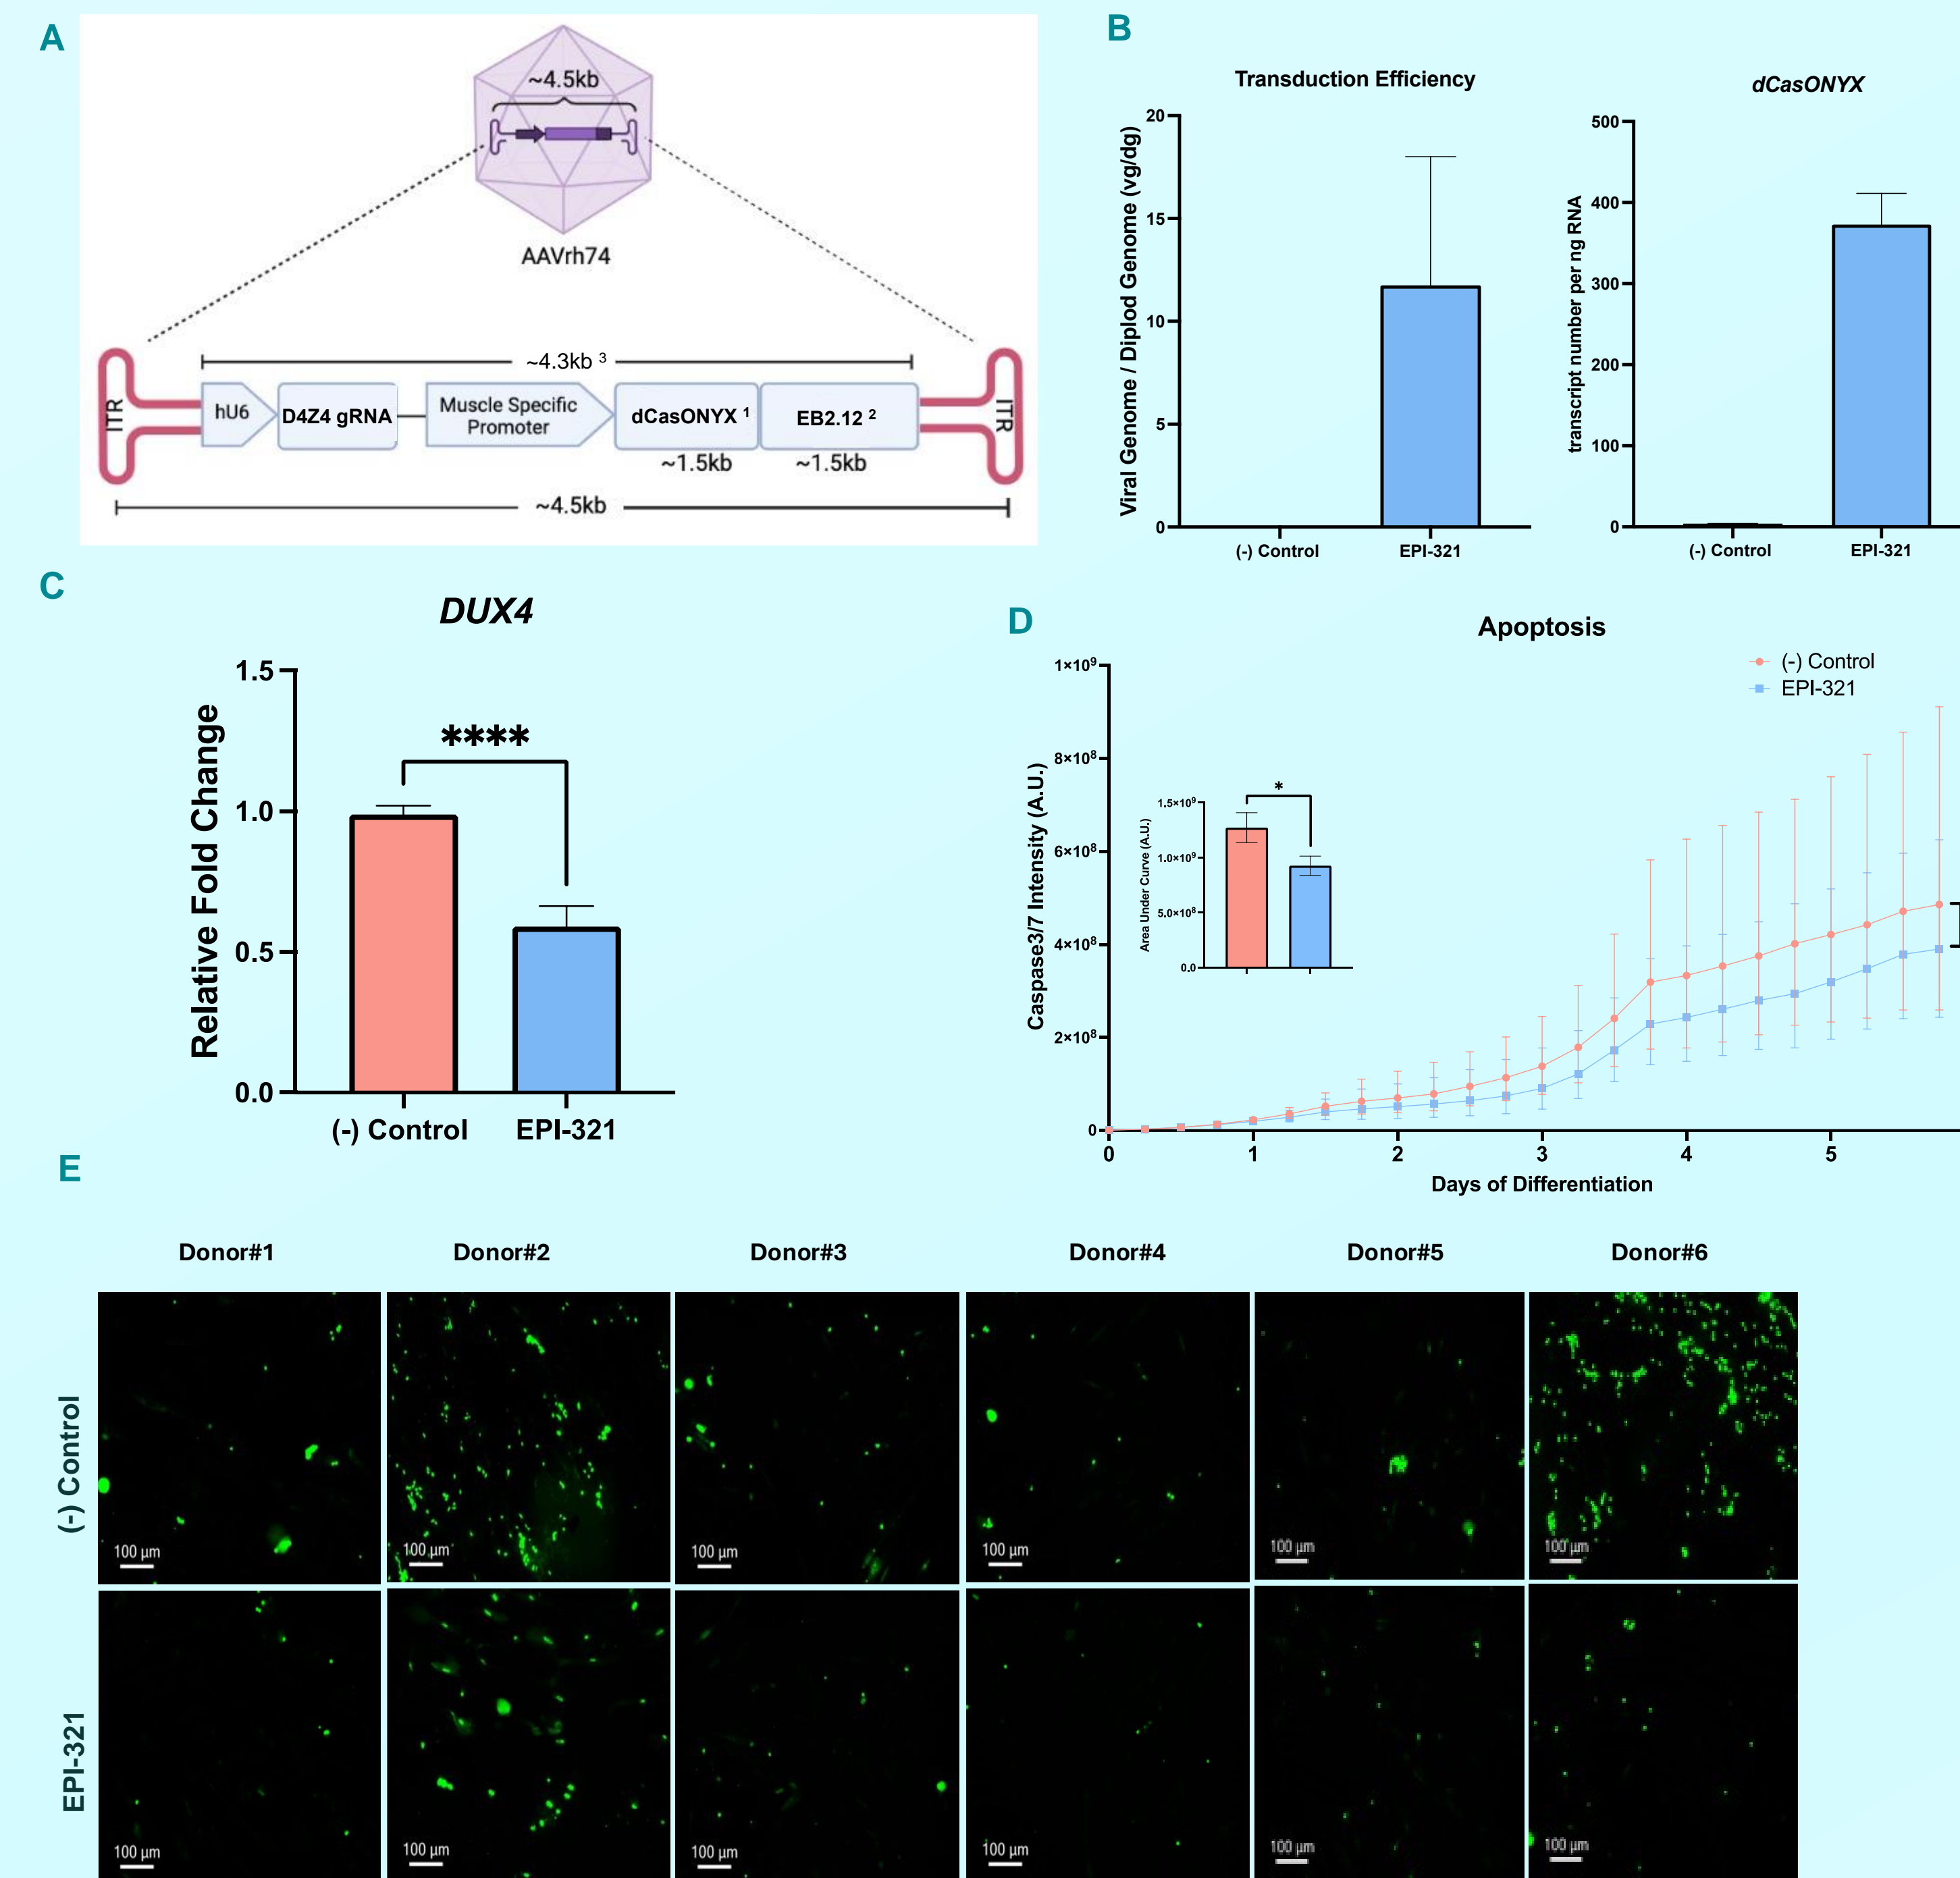 A
~4.5kb
AAVrh74
~4.3kb ³
ITR
hU6
D4Z4 gRNA
Muscle Specific
Promoter
dCasONYX ¹
EB2.12 ²
ITR
~1.5kb
~1.5kb
~4.5kb
B
Transduction Efficiency
Viral Genome / Diplod Genome (vg/dg)
20
15
10
5
0
(-) Control
EPI-321
dCasONYX
transcript number per ng RNA
500
400
300
200
100
0
(-) Control
EPI-321
C
DUX4
Relative Fold Change
1.5
1.0
0.5
0.0
****
(-) Control
EPI-321
D
Apoptosis
(-) Control
EPI-321
Caspase3/7 Intensity (A.U.)
1×10⁹
8×10⁸
6×10⁸
4×10⁸
2×10⁸
0
Area Under Curve (A.U.)
1.5×10⁹
1.0×10⁹
5.0×10⁸
0.0
*
0
1
2
3
4
5
Days of Differentiation
E
Donor#1
Donor#2
Donor#3
Donor#4
Donor#5
Donor#6
(-) Control
100 µm
100 µm
100 µm
100 µm
100 µm
100 µm
EPI-321
100 µm
100 µm
100 µm
100 µm
100 µm
100 µm